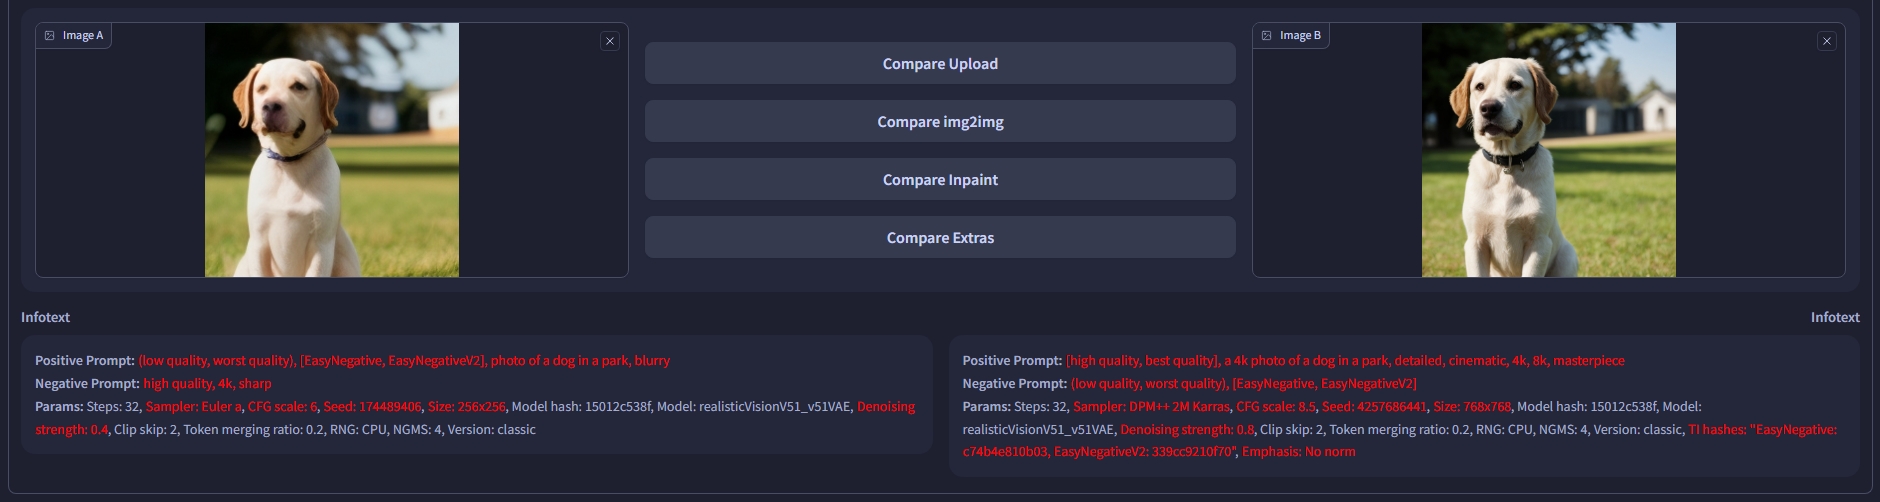 Image A
Compare Upload
Compare img2img
Compare Inpaint
Compare Extras
Image B
Infotext
Infotext
Positive Prompt: (low quality, worst quality), [EasyNegative, EasyNegativeV2], photo of a dog in a park, blurry
Negative Prompt: high quality, 4k, sharp
Params: Steps: 32, Sampler: Euler a, CFG scale: 6, Seed: 174489406, Size: 256x256, Model hash: 15012c538f, Model: realisticVisionV51_v51VAE, Denoising
strength: 0.4, Clip skip: 2, Token merging ratio: 0.2, RNG: CPU, NGMS: 4, Version: classic
Positive Prompt: [high quality, best quality], a 4k photo of a dog in a park, detailed, cinematic, 4k, 8k, masterpiece
Negative Prompt: (low quality, worst quality), [EasyNegative, EasyNegativeV2]
Params: Steps: 32, Sampler: DPM++ 2M Karras, CFG scale: 8.5, Seed: 4257686441, Size: 768x768, Model hash: 15012c538f, Model:
realisticVisionV51_v51VAE, Denoising strength: 0.8, Clip skip: 2, Token merging ratio: 0.2, RNG: CPU, NGMS: 4, Version: classic, TI hashes: "EasyNegative:
c74b4e810b03, EasyNegativeV2: 339cc9210f70", Emphasis: No norm